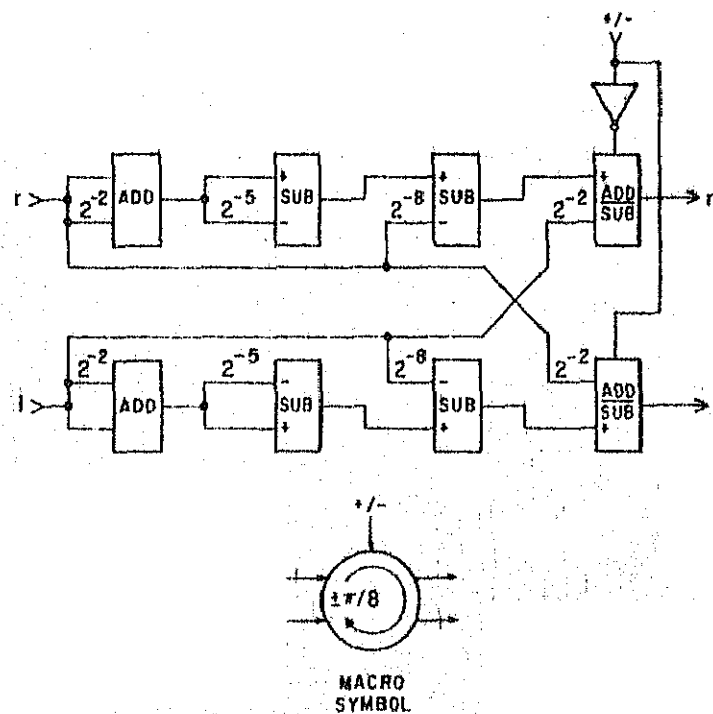 +/-
r
2^-2
ADD
2^-5
+
-
SUB
2^-8
+
-
SUB
2^-2
+
ADD
SUB
r
i
2^-2
ADD
2^-5
-
+
SUB
2^-8
-
+
SUB
2^-2
ADD
SUB
+
+/-
±π/8
MACRO
SYMBOL